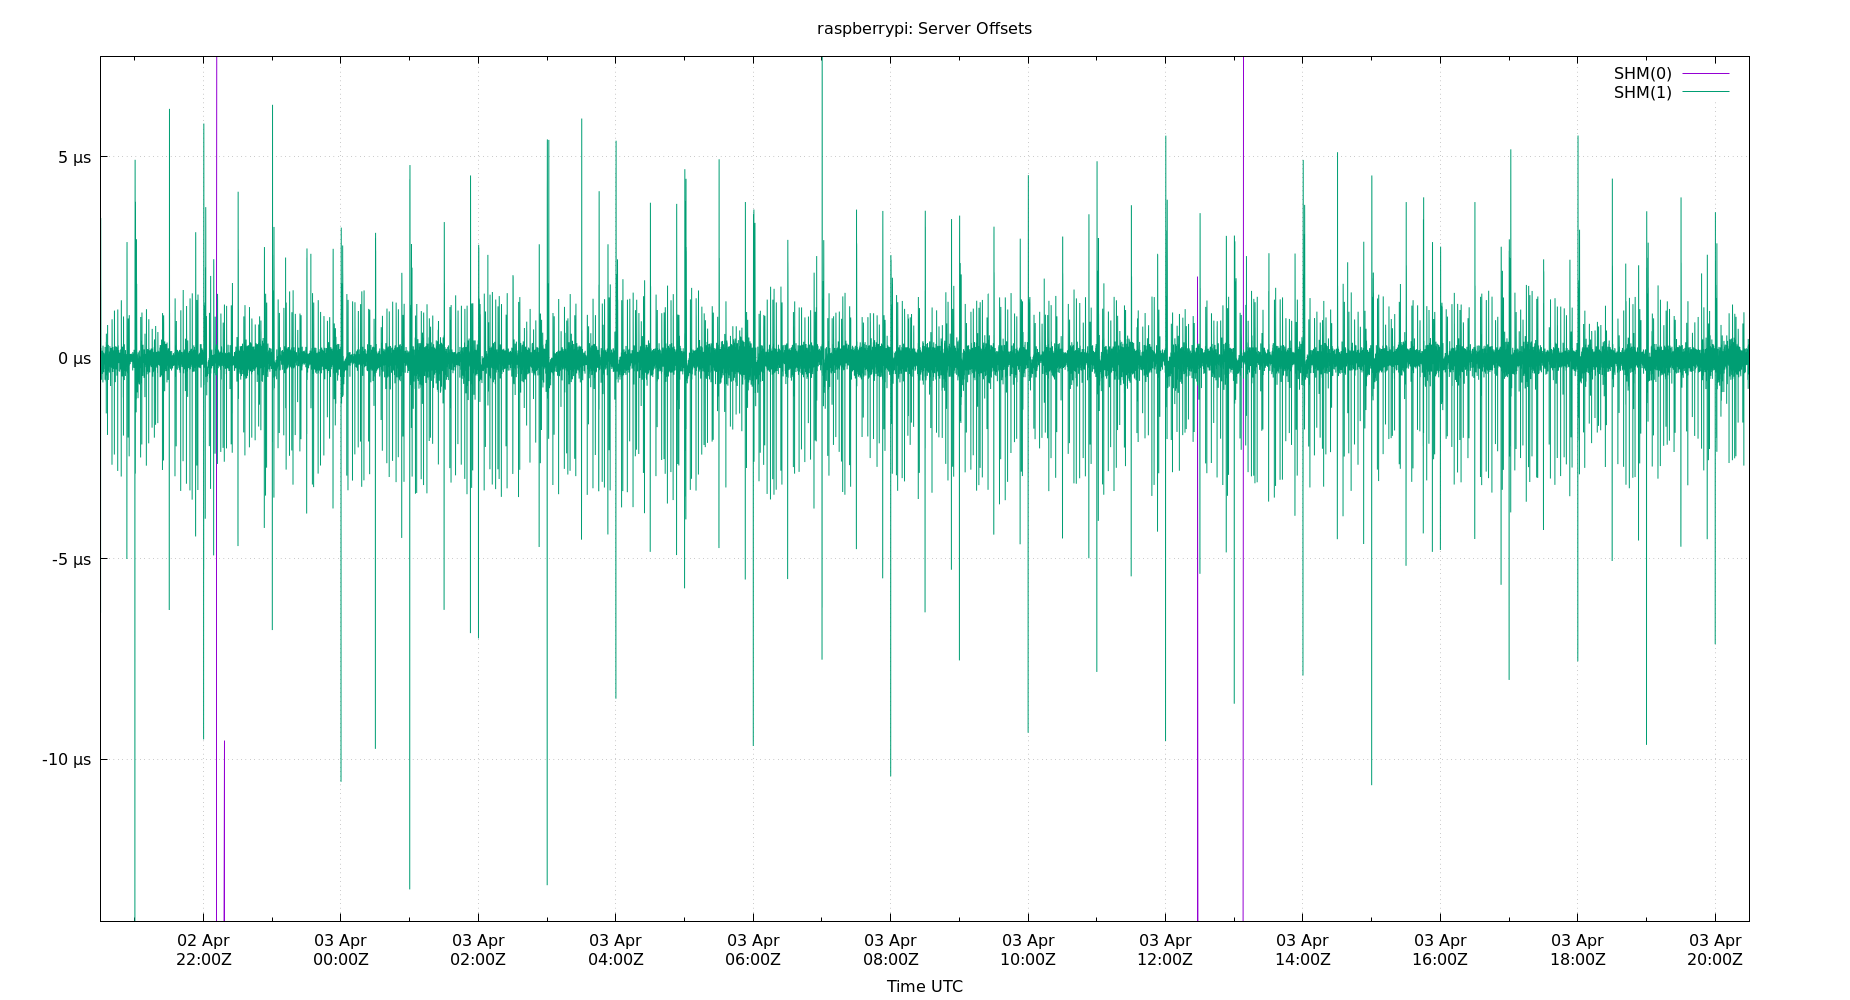 raspberrypi: Server Offsets
SHM(0)
SHM(1)
5 µs
0 µs
-5 µs
-10 µs
02 Apr 03 Apr 03 Apr 03 Apr 03 Apr 03 Apr 03 Apr 03 Apr 03 Apr 03 Apr 03 Apr 03 Apr
22:00Z 00:00Z 02:00Z 04:00Z 06:00Z 08:00Z 10:00Z 12:00Z 14:00Z 16:00Z 18:00Z 20:00Z
Time UTC